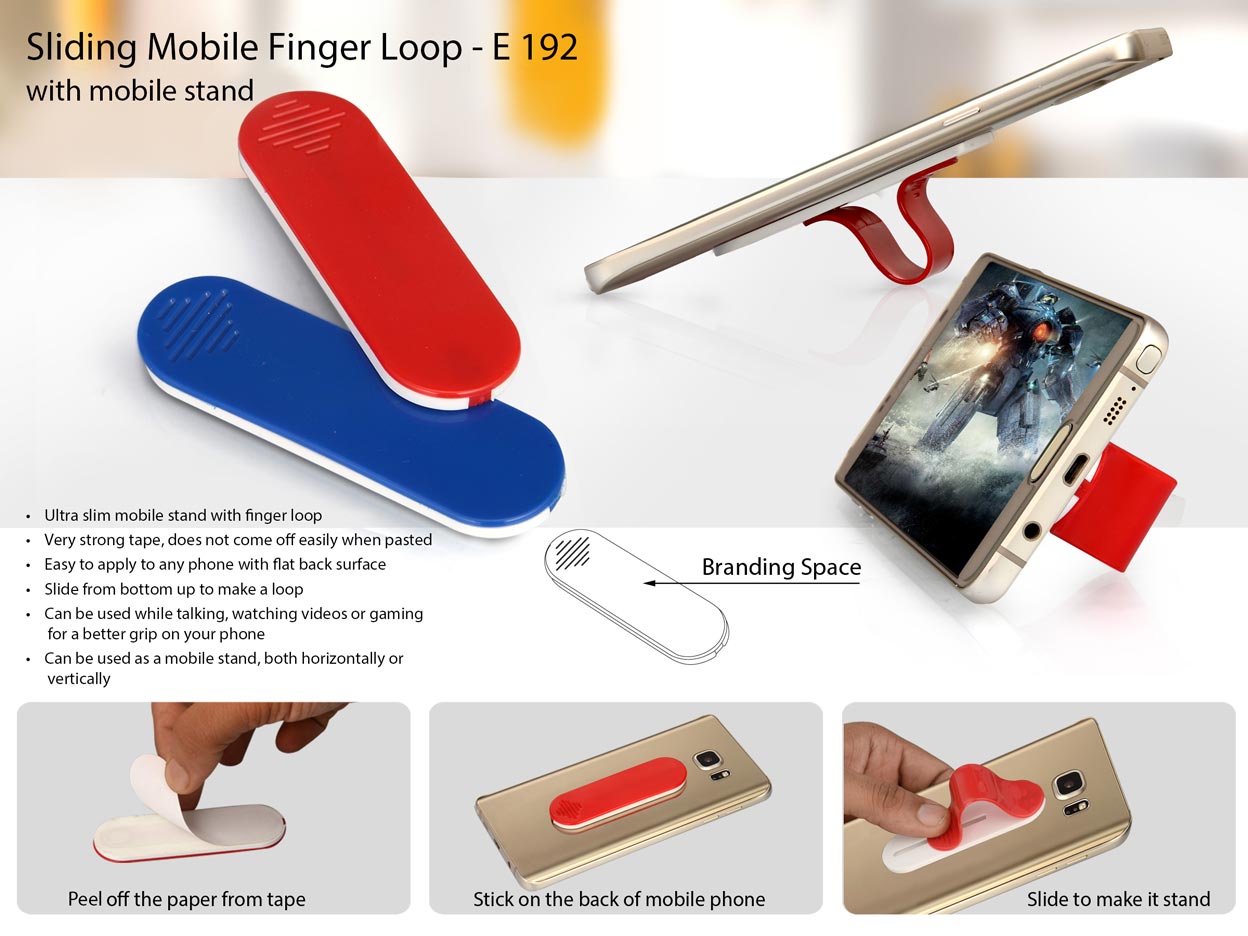 Sliding Mobile Finger Loop - E 192
with mobile stand
• Ultra slim mobile stand with finger loop
• Very strong tape, does not come off easily when pasted
• Easy to apply to any phone with flat back surface
• Slide from bottom up to make a loop
• Can be used while talking, watching videos or gaming
for a better grip on your phone
• Can be used as a mobile stand, both horizontally or
vertically
Branding Space
Peel off the paper from tape
Stick on the back of mobile phone
Slide to make it stand